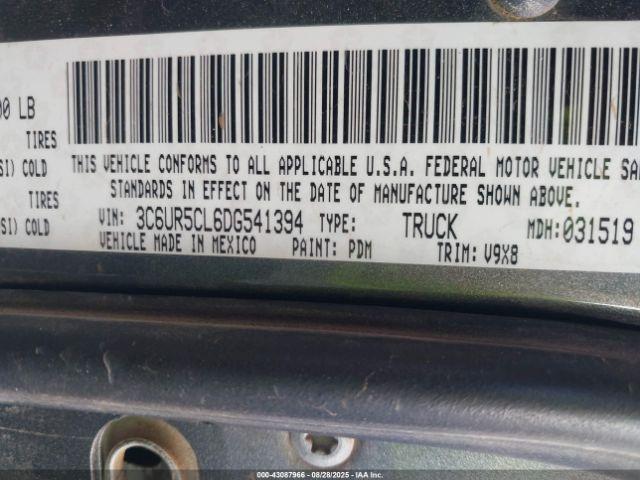 00 LB
TIRES
SI) COLD
TIRES
SI) COLD
THIS VEHICLE CONFORMS TO ALL APPLICABLE U.S.A. FEDERAL MOTOR VEHICLE SA
STANDARDS IN EFFECT ON THE DATE OF MANUFACTURE SHOWN ABOVE.
VIN: 3C6UR5CL6DG541394 TYPE: TRUCK MDH:031519
VEHICLE MADE IN MEXICO PAINT: PDM TRIM: V9X8
000-43087966 - 08/28/2025 - IAAI.COM